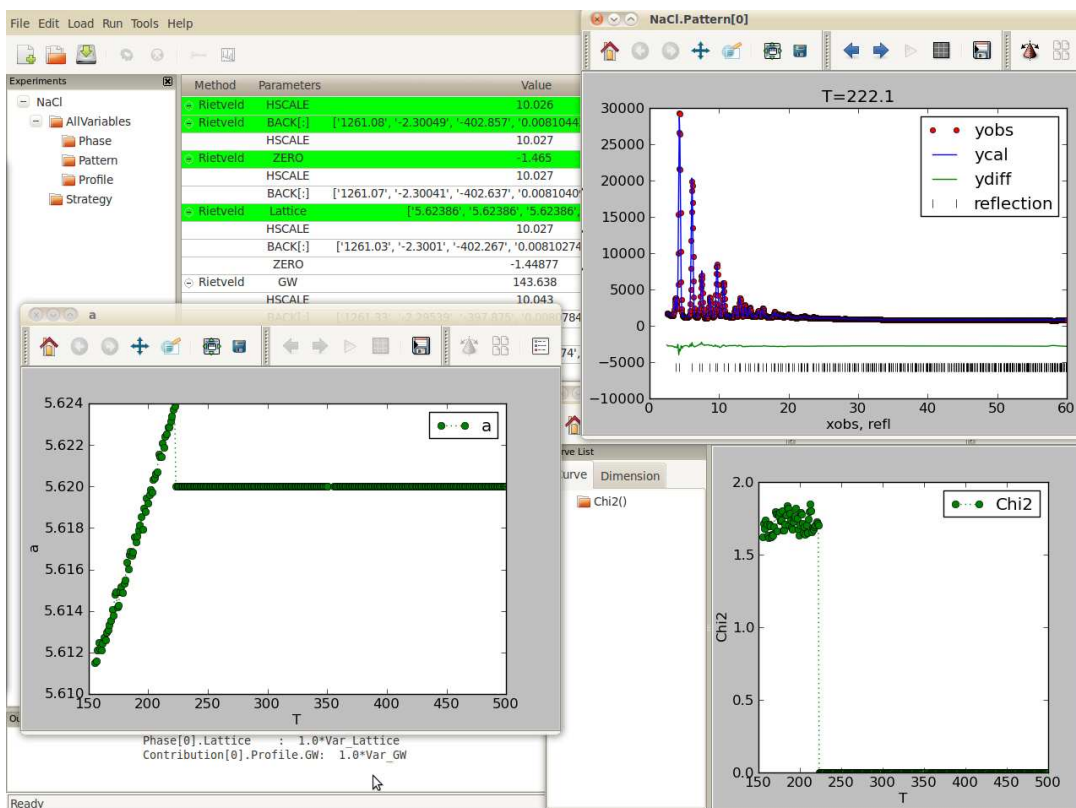 File Edit Load Run Tools Help
Experiments
NaCl
AllVariables
Phase
Pattern
Profile
Strategy
Method Parameters Value
Rietveld HSCALE 10.026
Rietveld BACK[:] ['1261.08', '-2.30049', '-402.857', '0.0081044
HSCALE 10.027
Rietveld ZERO -1.465
HSCALE 10.027
BACK[:] ['1261.07', '-2.30041', '-402.637', '0.0081040
Rietveld Lattice ['5.62386', '5.62386', '5.62386',
HSCALE 10.027
BACK[:] ['1261.03', '-2.3001', '-402.267', '0.00810274
ZERO -1.44877
Rietveld GW 143.638
HSCALE 10.043
NaCl.Pattern[0]
T=222.1
30000
25000
20000
15000
10000
5000
0
−5000
−10000
0 10 20 30 40 50 60
xobs, refl
yobs
ycal
ydiff
reflection
a
5.624
5.622
5.620
5.618
5.616
5.614
5.612
5.610
a
150 200 250 300 350 400 450 500
T
a
Curve List
Dimension
Chi2()
2.0
1.5
1.0
0.5
0.0
Chi2
150 200 250 300 350 400 450 500
T
Chi2
Phase[0].Lattice : 1.0*Var_Lattice
Contribution[0].Profile.GW: 1.0*Var_GW
Ready